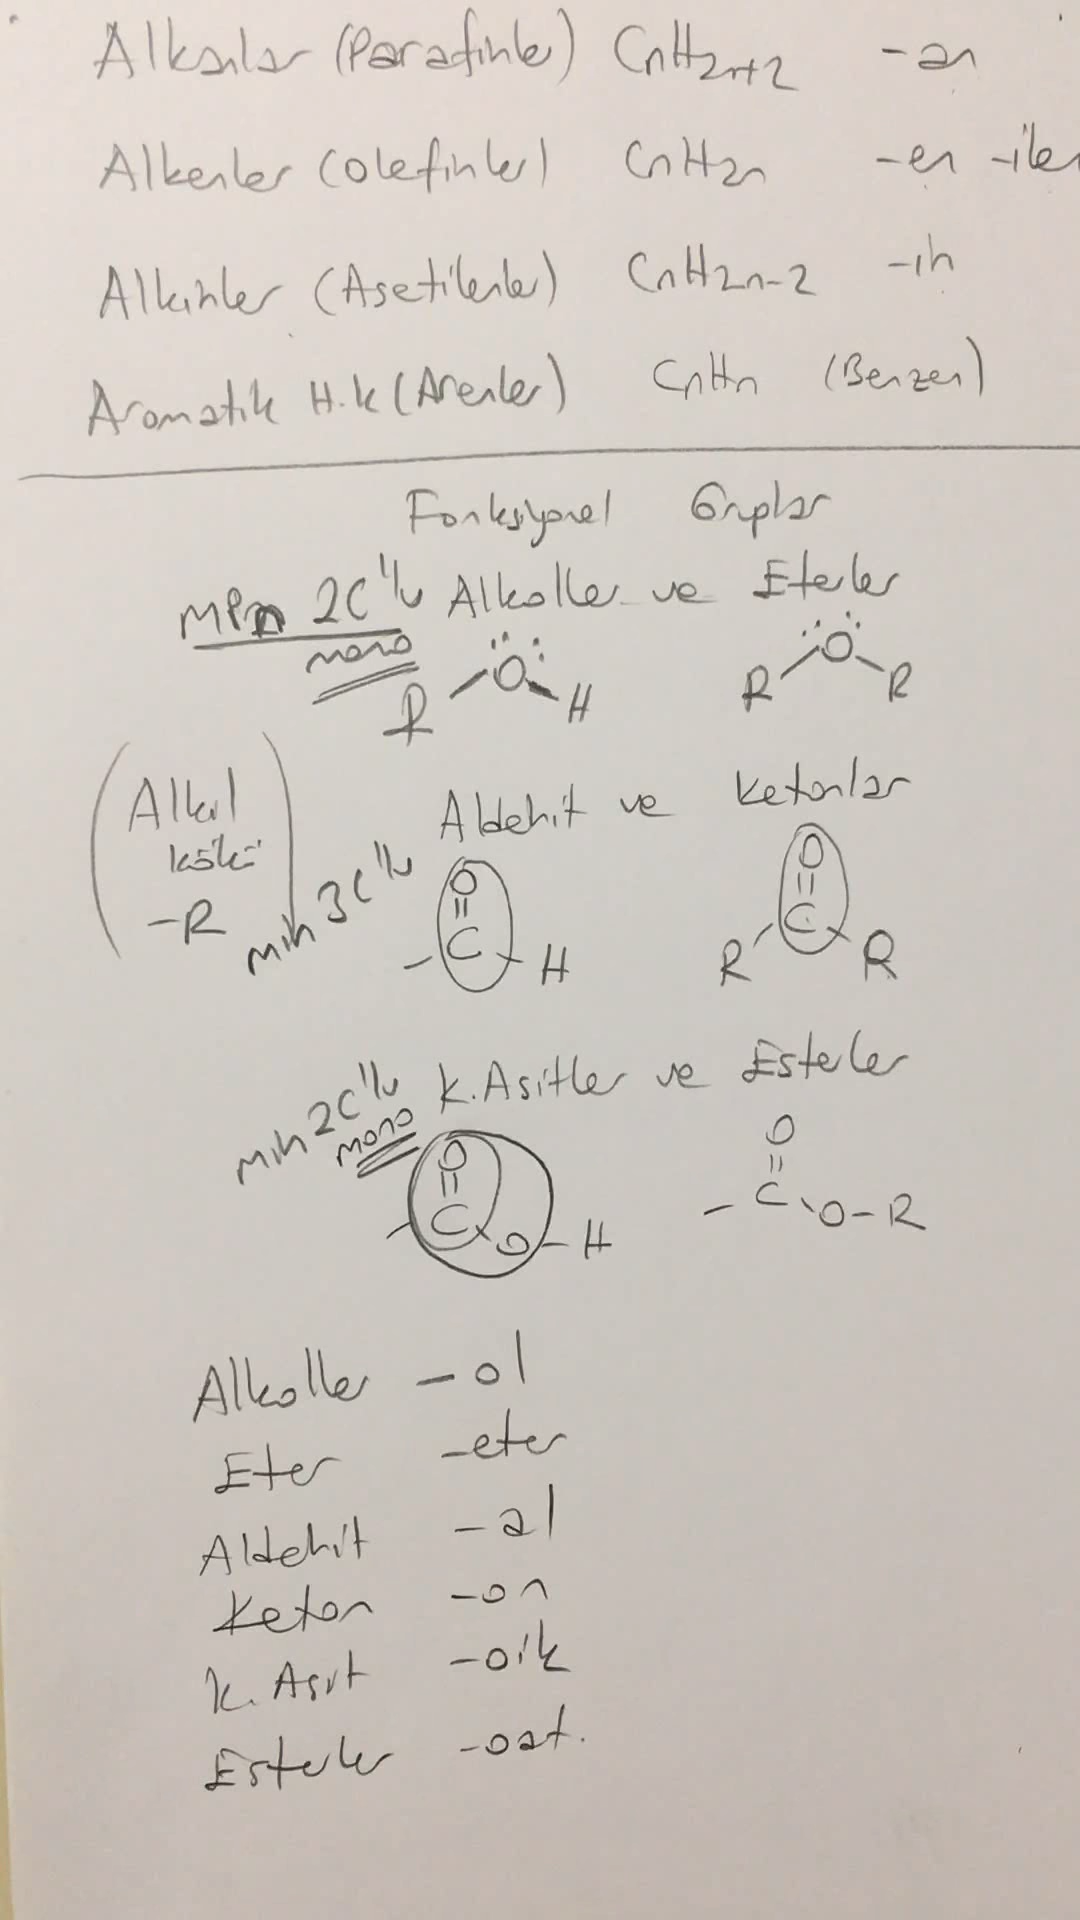 Alkanlar (Parafinler) CnH2n+2 -an
Alkenler (olefinler) CnH2n -en -ilen
Alkinler (Asetilenler) CnH2n-2 -in
Aromatik H.k (Arenler) CnHn (Benzen)
Fonksiyonel Gruplar
2C'lu Alkoller ve Eterler
mono
R O H
R O R
Alkil
kökü
-R
Aldehit ve Ketonlar
min 3C'lu
O
C H
O
R C R
K.Asitler ve Esterler
min 2C'lu
mono
O
C O-H
O
C O-R
Alkoller -ol
Eter -eter
Aldehit -al
Keton -on
K. Asit -oik
Esterler -oat.